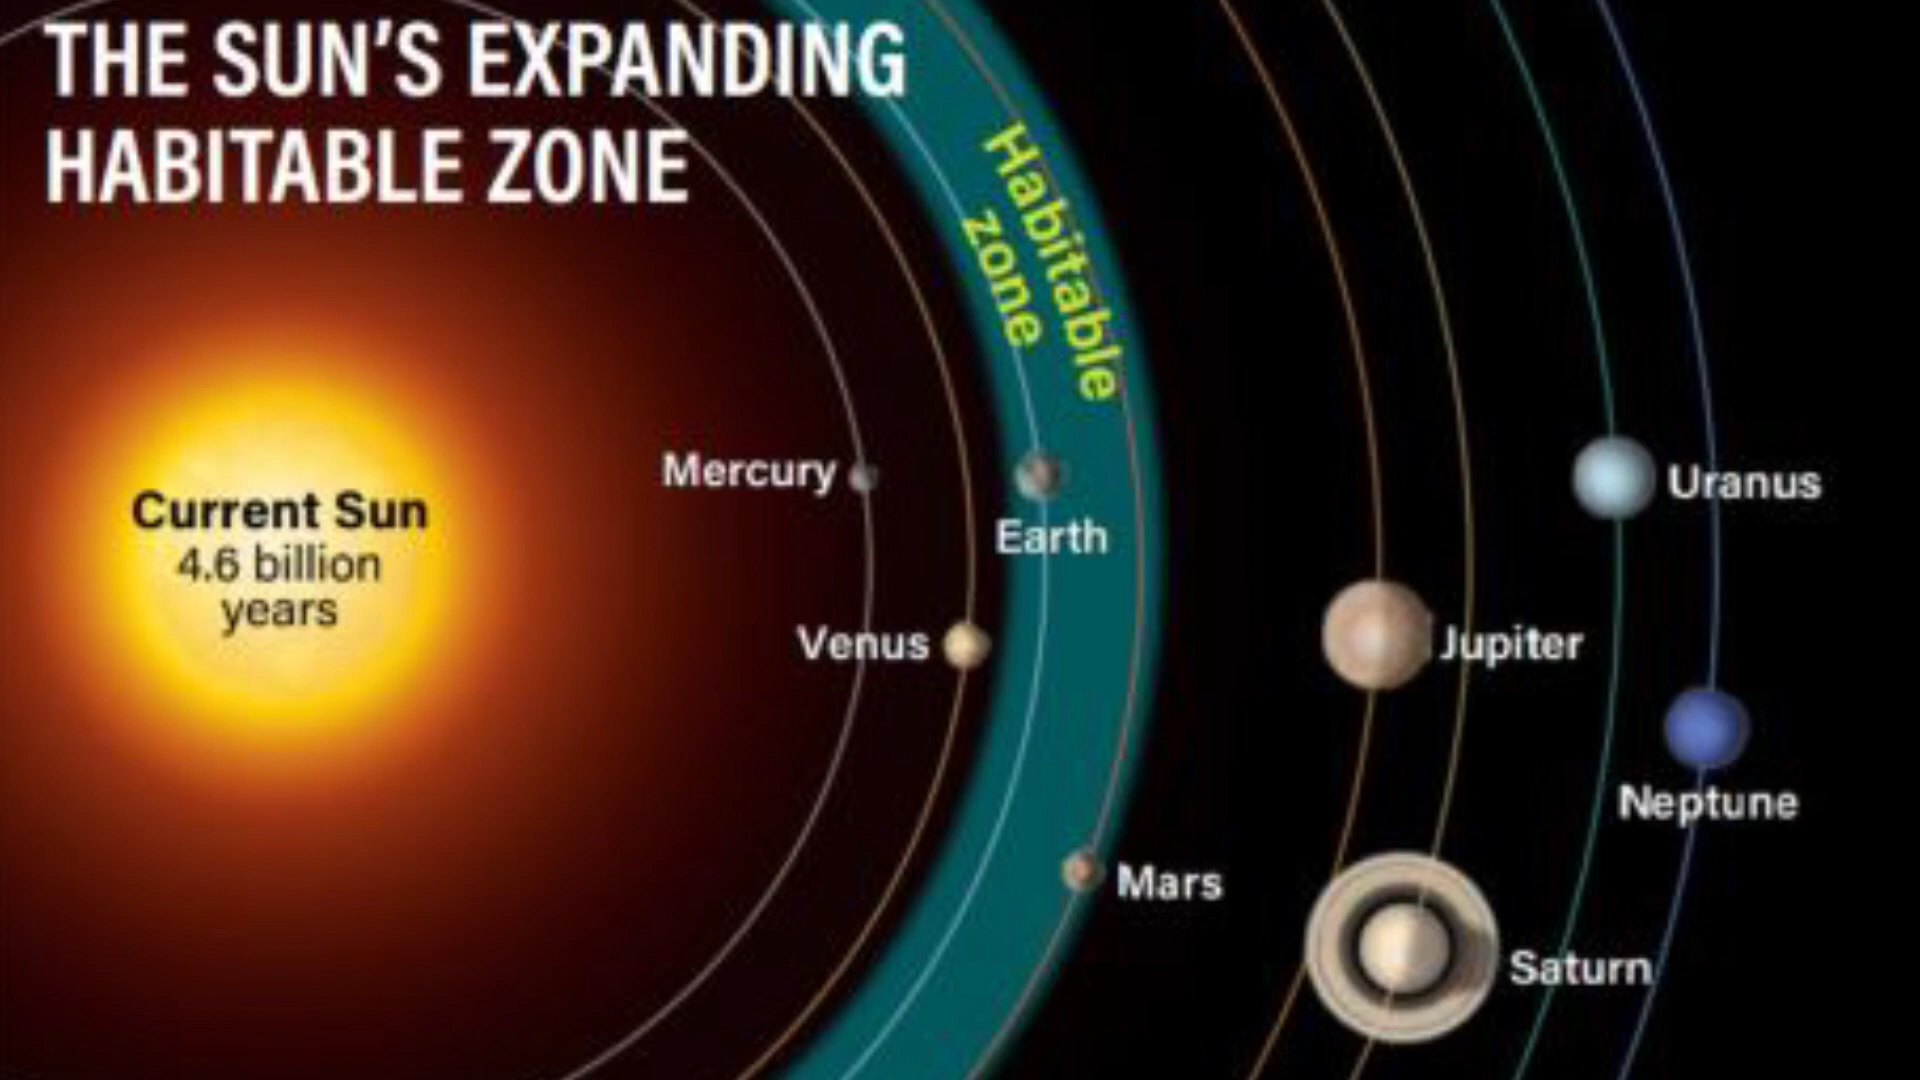 THE SUN'S EXPANDING
HABITABLE ZONE
Habitable
zone
Mercury
Uranus
Current Sun
4.6 billion
years
Earth
Venus
Jupiter
Neptune
Mars
Saturn